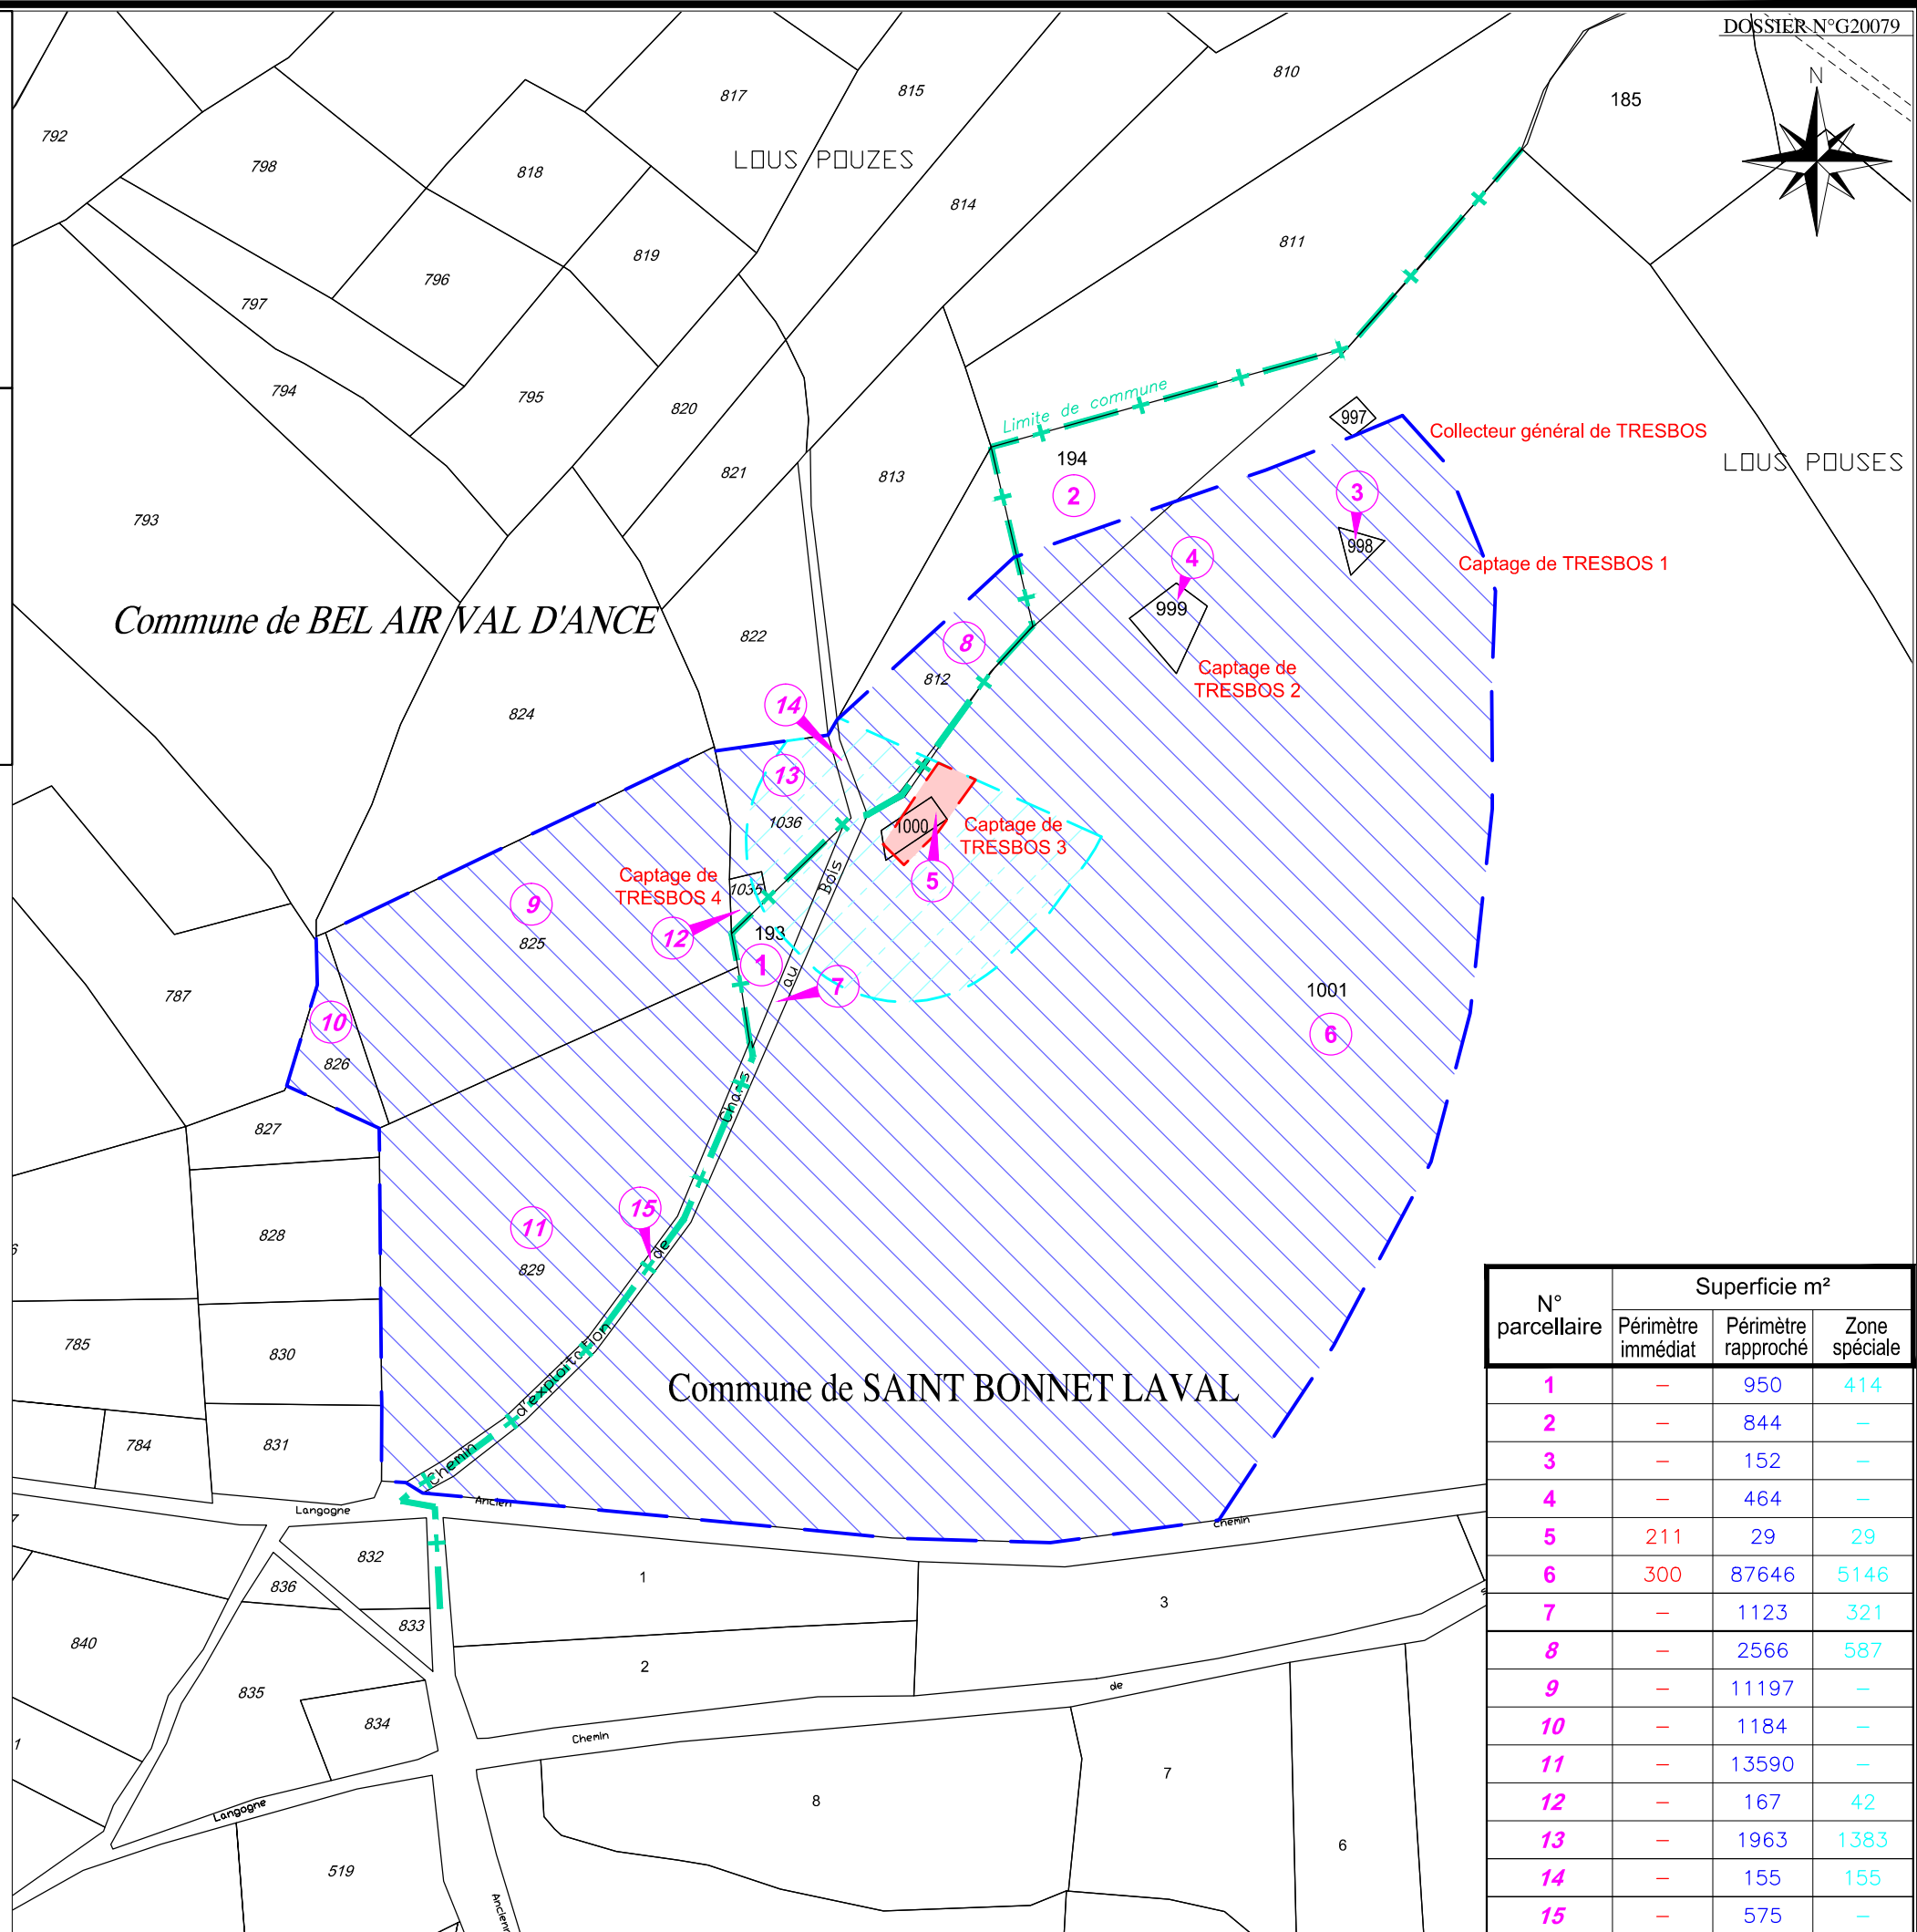 DOSSIER N°G20079
N
792
798
817
815
810
185
LOUS POUZES
818
814
819
811
797
796
794
795
820
Limite de commune
997
Collecteur général de TRESBOS
LOUS POUSES
194
2
821
813
3
793
998
Captage de TRESBOS 1
4
999
Commune de BEL AIR VAL D'ANCE
822
8
Captage de
TRESBOS 2
812
824
14
13
1036
1000
Captage de
TRESBOS 3
Captage de
TRESBOS 4
1035
5
9
825
12
193
1
7
787
1001
6
10
826
827
828
11
829
15
Chemin d'exploitation de Chams au Bois
785
830
784
831
Commune de SAINT BONNET LAVAL
Langogne
Ancien
Chemin
832
836
833
1
3
840
2
835
834
Chemin
de
Langogne
8
7
6
519
Ancien
1
N°
parcellaire
Superficie m²
Périmètre
immédiat
Périmètre
rapproché
Zone
spéciale
1 – 950 414
2 – 844 –
3 – 152 –
4 – 464 –
5 211 29 29
6 300 87646 5146
7 – 1123 321
8 – 2566 587
9 – 11197 –
10 – 1184 –
11 – 13590 –
12 – 167 42
13 – 1963 1383
14 – 155 155
15 – 575 –